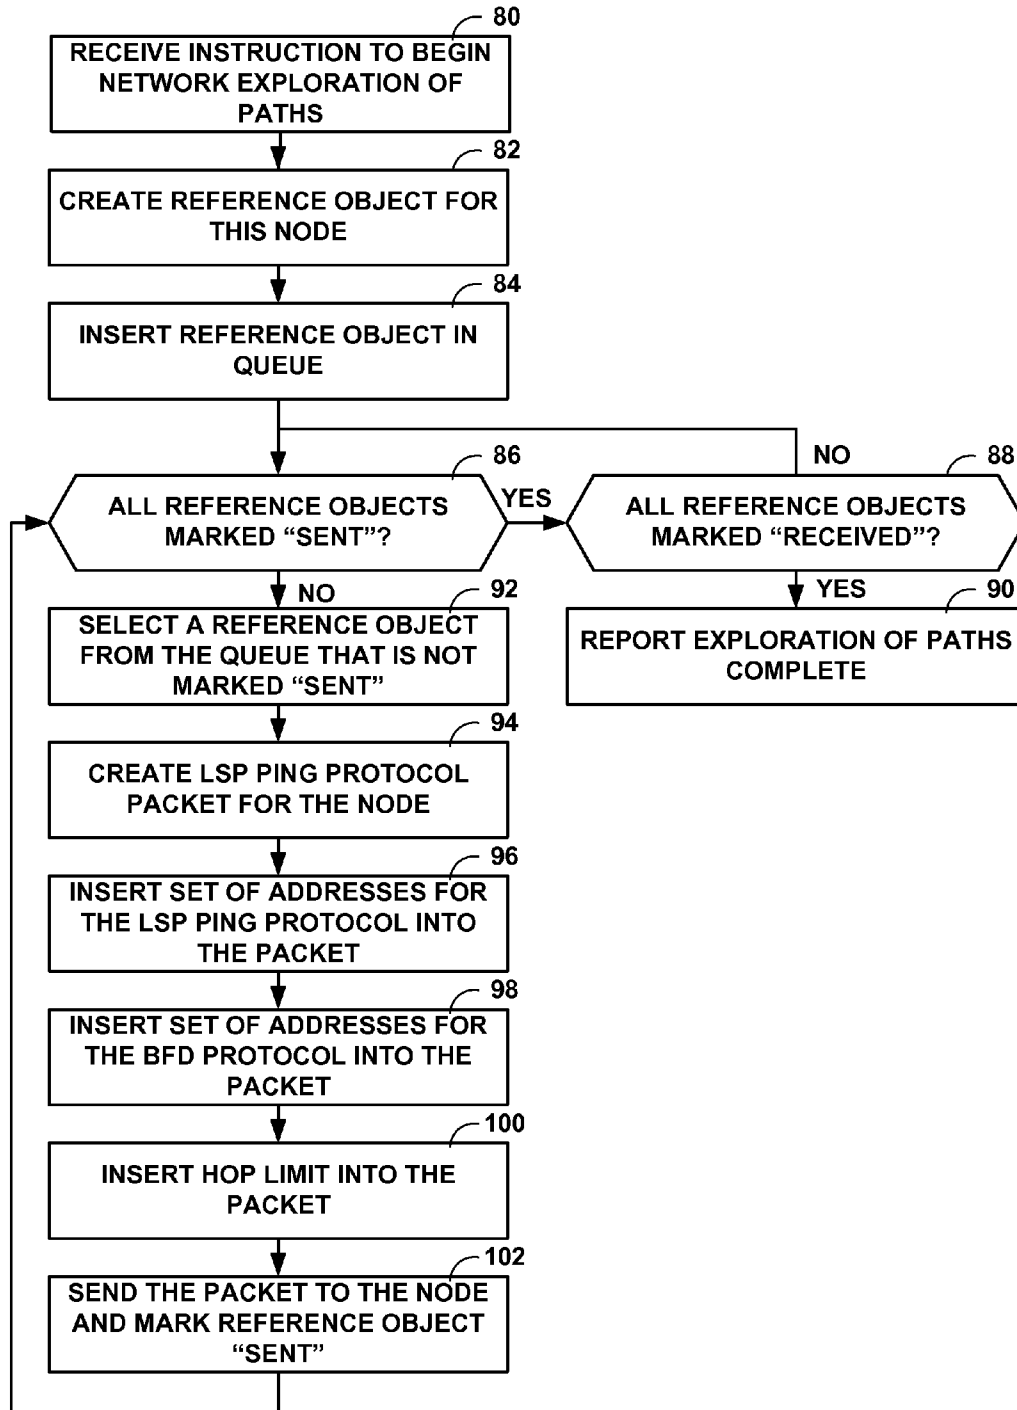 80
RECEIVE INSTRUCTION TO BEGIN
NETWORK EXPLORATION OF
PATHS
82
CREATE REFERENCE OBJECT FOR
THIS NODE
84
INSERT REFERENCE OBJECT IN
QUEUE
86
ALL REFERENCE OBJECTS
MARKED “SENT”?
YES
NO
88
ALL REFERENCE OBJECTS
MARKED “RECEIVED”?
NO
YES
90
REPORT EXPLORATION OF PATHS
COMPLETE
92
SELECT A REFERENCE OBJECT
FROM THE QUEUE THAT IS NOT
MARKED “SENT”
94
CREATE LSP PING PROTOCOL
PACKET FOR THE NODE
96
INSERT SET OF ADDRESSES FOR
THE LSP PING PROTOCOL INTO
THE PACKET
98
INSERT SET OF ADDRESSES FOR
THE BFD PROTOCOL INTO THE
PACKET
100
INSERT HOP LIMIT INTO THE
PACKET
102
SEND THE PACKET TO THE NODE
AND MARK REFERENCE OBJECT
“SENT”